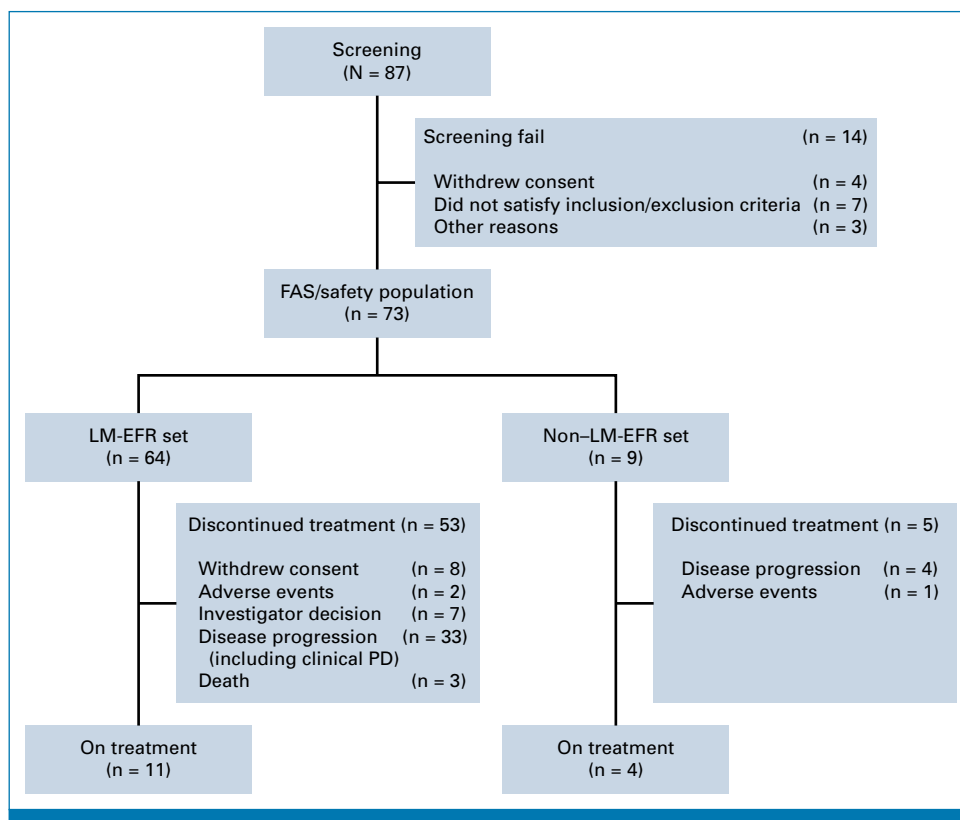 Screening
(N = 87)
Screening fail (n = 14)
Withdrew consent (n = 4)
Did not satisfy inclusion/exclusion criteria (n = 7)
Other reasons (n = 3)
FAS/safety population
(n = 73)
LM-EFR set
(n = 64)
Non–LM-EFR set
(n = 9)
Discontinued treatment (n = 53)
Withdrew consent (n = 8)
Adverse events (n = 2)
Investigator decision (n = 7)
Disease progression (n = 33)
(including clinical PD)
Death (n = 3)
Discontinued treatment (n = 5)
Disease progression (n = 4)
Adverse events (n = 1)
On treatment
(n = 11)
On treatment
(n = 4)